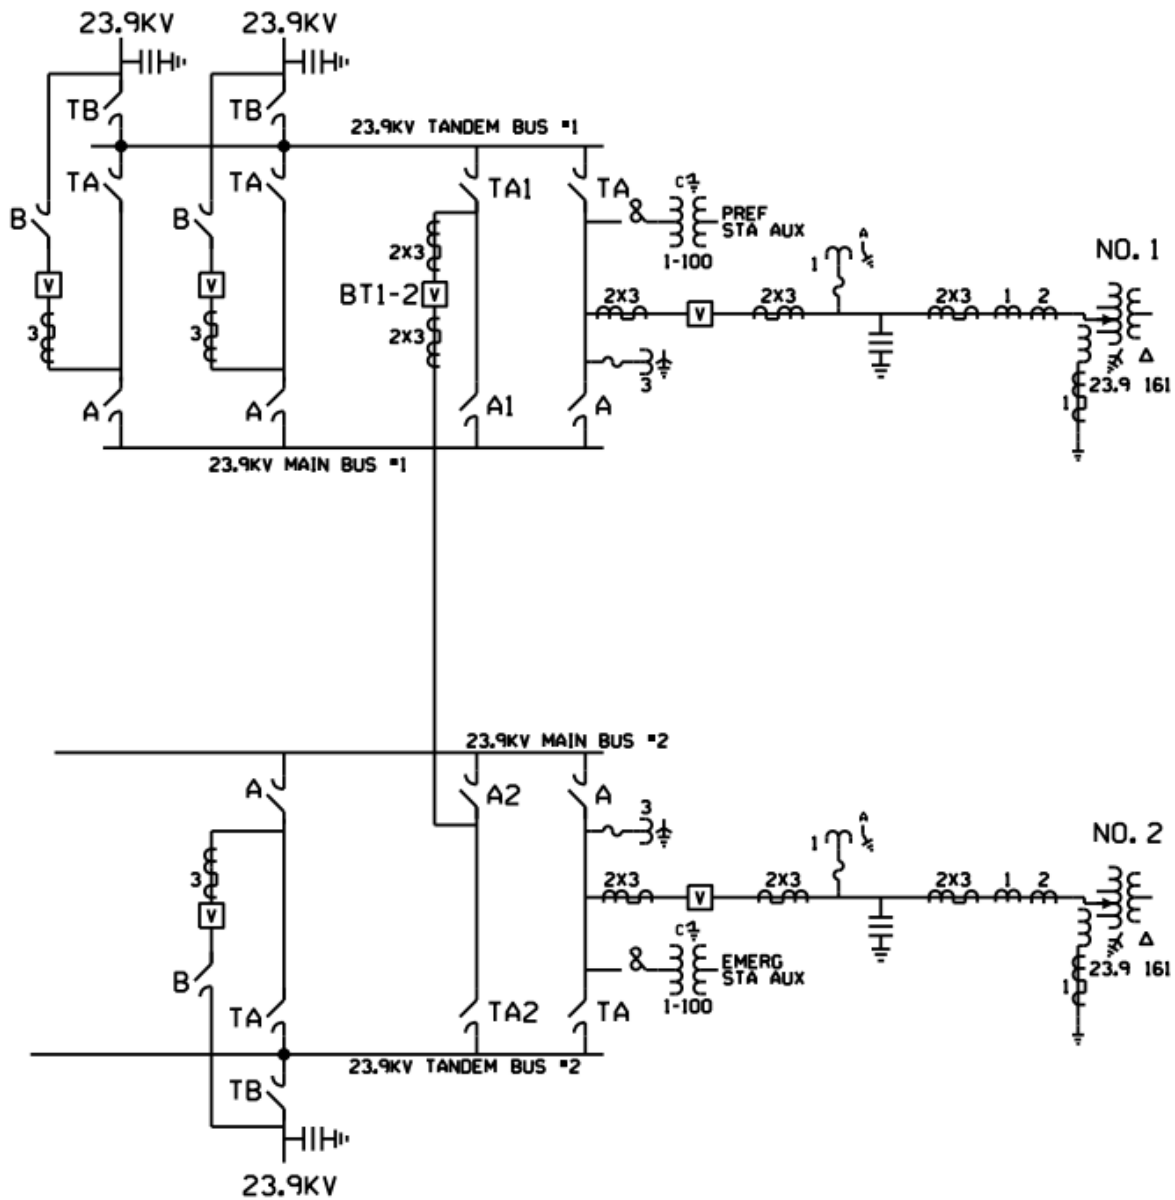 23.9KV 23.9KV
TB TB
23.9KV TANDEM BUS #1
TA TA TA1 TA
C PREF
STA AUX
1-100
B B
V V
3 3
2X3
BT1-2 V
2X3
2X3 V 2X3
1 A
2X3 1 2
NO. 1
23.9 161
1
3
A A A1 A
23.9KV MAIN BUS #1
23.9KV MAIN BUS #2
A A2 A
3
3
V
B
2X3 V 2X3
1 A
2X3 1 2
NO. 2
23.9 161
1
C EMERG
STA AUX
1-100
TA TA2 TA
23.9KV TANDEM BUS #2
TB
23.9KV